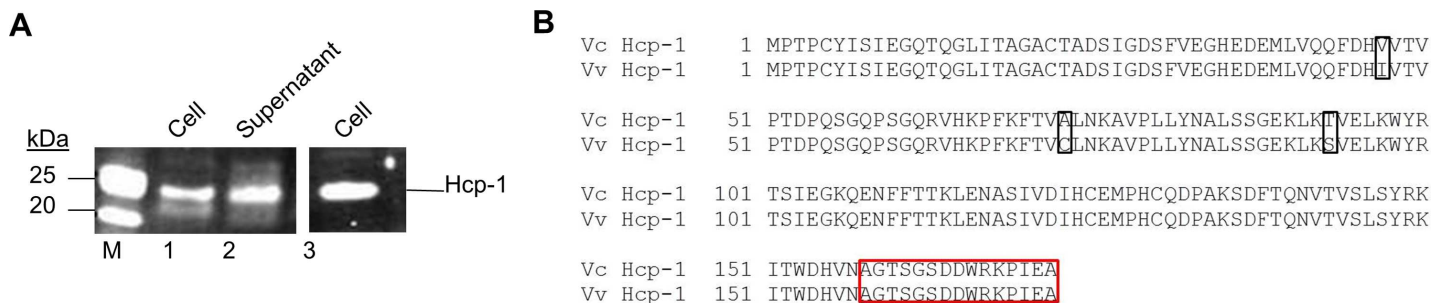 A
Cell
Supernatant
Cell
kDa
25
20
Hcp-1
M 1 2 3
B
Vc Hcp-1 1 MPTPCYISIEGQTQGLITAGACTADSIGDSFVEGHEDEMLVQQFDHVVTV
Vv Hcp-1 1 MPTPCYISIEGQTQGLITAGACTADSIGDSFVEGHEDEMLVQQFDHIVTV
Vc Hcp-1 51 PTDPQSGQPSGQRVHKPFKFTVALNKAVPLLYNALSSGEKLKTVELKWYR
Vv Hcp-1 51 PTDPQSGQPSGQRVHKPFKFTVCLNKAVPLLYNALSSGEKLKSVELKWYR
Vc Hcp-1 101 TSIEGKQENFFTTKLENASIVDIHCEMPHCQDPAKSDFTQNVTVSLSYRK
Vv Hcp-1 101 TSIEGKQENFFTTKLENASIVDIHCEMPHCQDPAKSDFTQNVTVSLSYRK
Vc Hcp-1 151 ITWDHVNAGTSGSDDWRKPIEA
Vv Hcp-1 151 ITWDHVNAGTSGSDDWRKPIEA